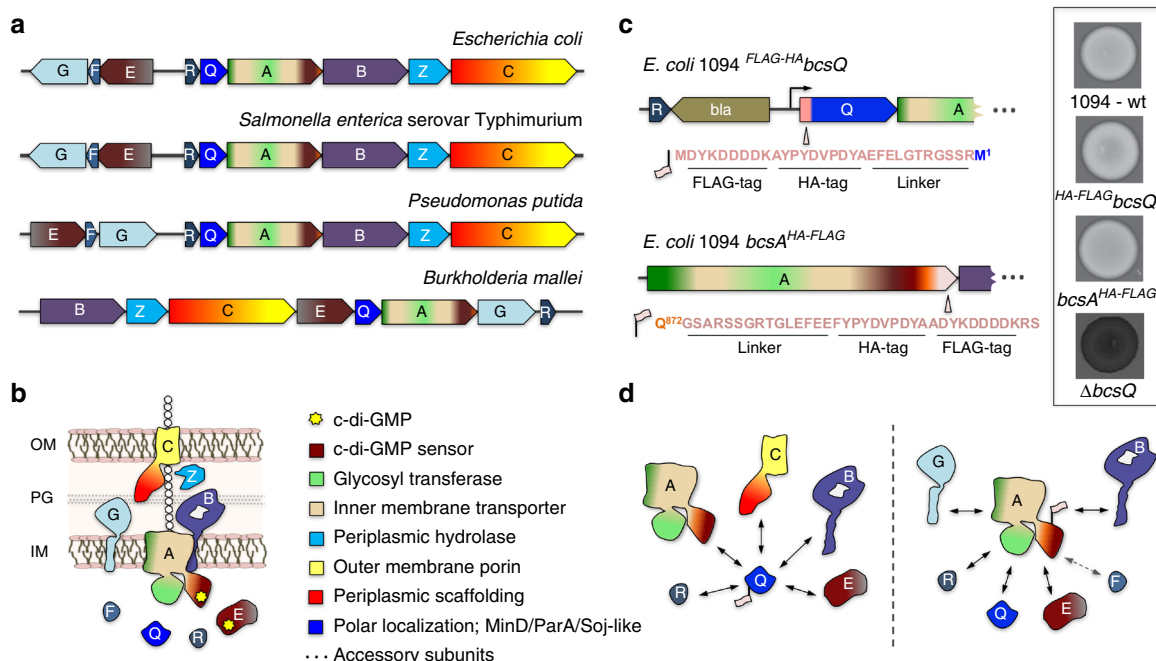 a
Escherichia coli
G F E R Q A B Z C
Salmonella enterica serovar Typhimurium
G F E R Q A B Z C
Pseudomonas putida
E F G R Q A B Z C
Burkholderia mallei
B Z C E Q A G R
b
OM
PG
IM
C
Z
B
G
A
E
F
Q
R
c-di-GMP
c-di-GMP sensor
Glycosyl transferase
Inner membrane transporter
Periplasmic hydrolase
Outer membrane porin
Periplasmic scaffolding
Polar localization; MinD/ParA/Soj-like
Accessory subunits
c
E. coli 1094 FLAG-HAbcsQ
R bla Q A
MDYKDDDDKAYPYDVPDYAEFELGTRGSSRM1
FLAG-tag HA-tag Linker
E. coli 1094 bcsAHA-FLAG
A
Q872GSARSSGRTGLEFEEFYPYDVPDYAADYKDDDDKRS
Linker HA-tag FLAG-tag
1094 - wt
HA-FLAGbcsQ
bcsAHA-FLAG
ΔbcsQ
d
A
C
B
R
Q
E
G
A
B
R
Q
E
F